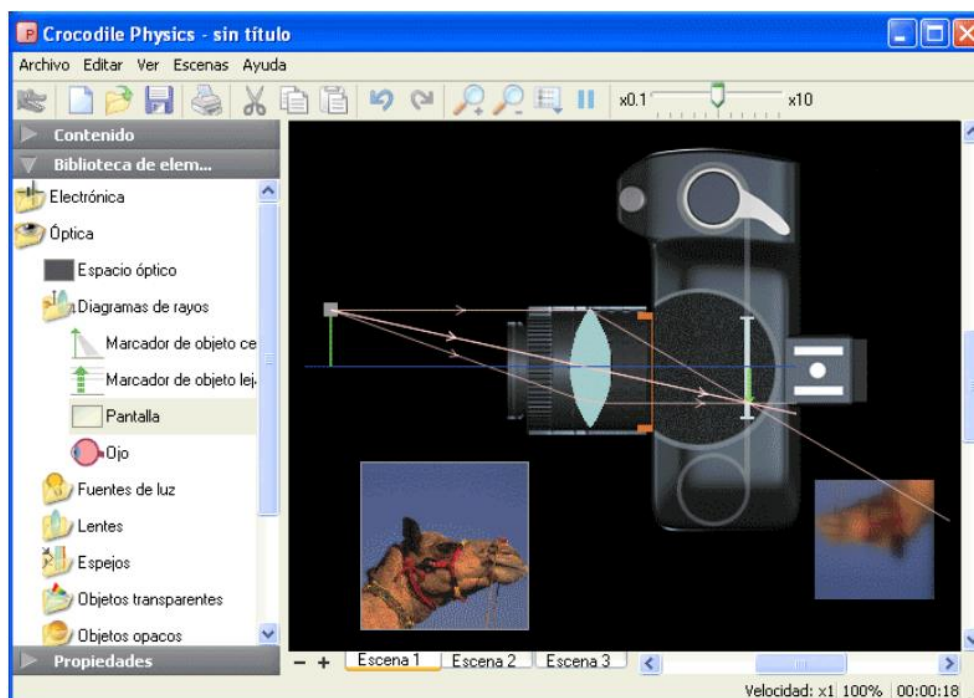 Crocodile Physics - sin título
Archivo Editar Ver Escenas Ayuda
x0.1 x10
Contenido
Biblioteca de elem...
Electrónica
Óptica
Espacio óptico
Diagramas de rayos
Marcador de objeto ce
Marcador de objeto lej
Pantalla
Ojo
Fuentes de luz
Lentes
Espejos
Objetos transparentes
Objetos opacos
Propiedades
Escena 1 Escena 2 Escena 3
Velocidad: x1 100% 00:00:18